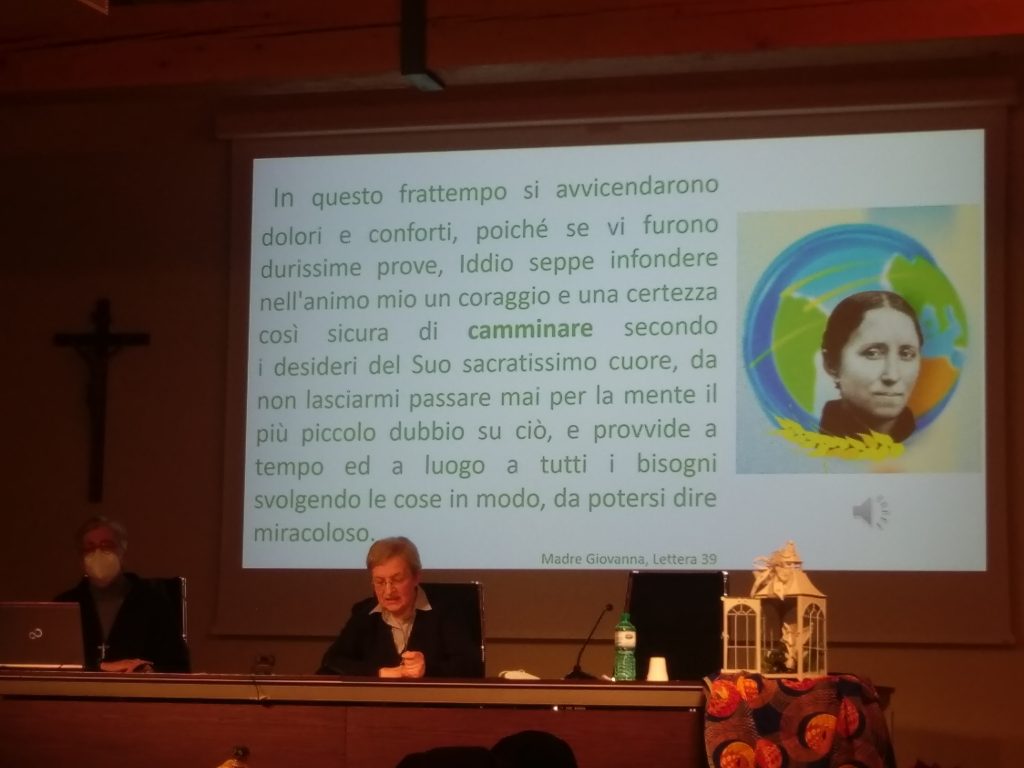 In questo frattempo si avvicendarono
dolori e conforti, poiché se vi furono
durissime prove, Iddio seppe infondere
nell'animo mio un coraggio e una certezza
così sicura di camminare secondo
i desideri del Suo sacratissimo cuore, da
non lasciarmi passare mai per la mente il
più piccolo dubbio su ciò, e provvide a
tempo ed a luogo a tutti i bisogni
svolgendo le cose in modo, da potersi dire
miracoloso.
Madre Giovanna, Lettera 39